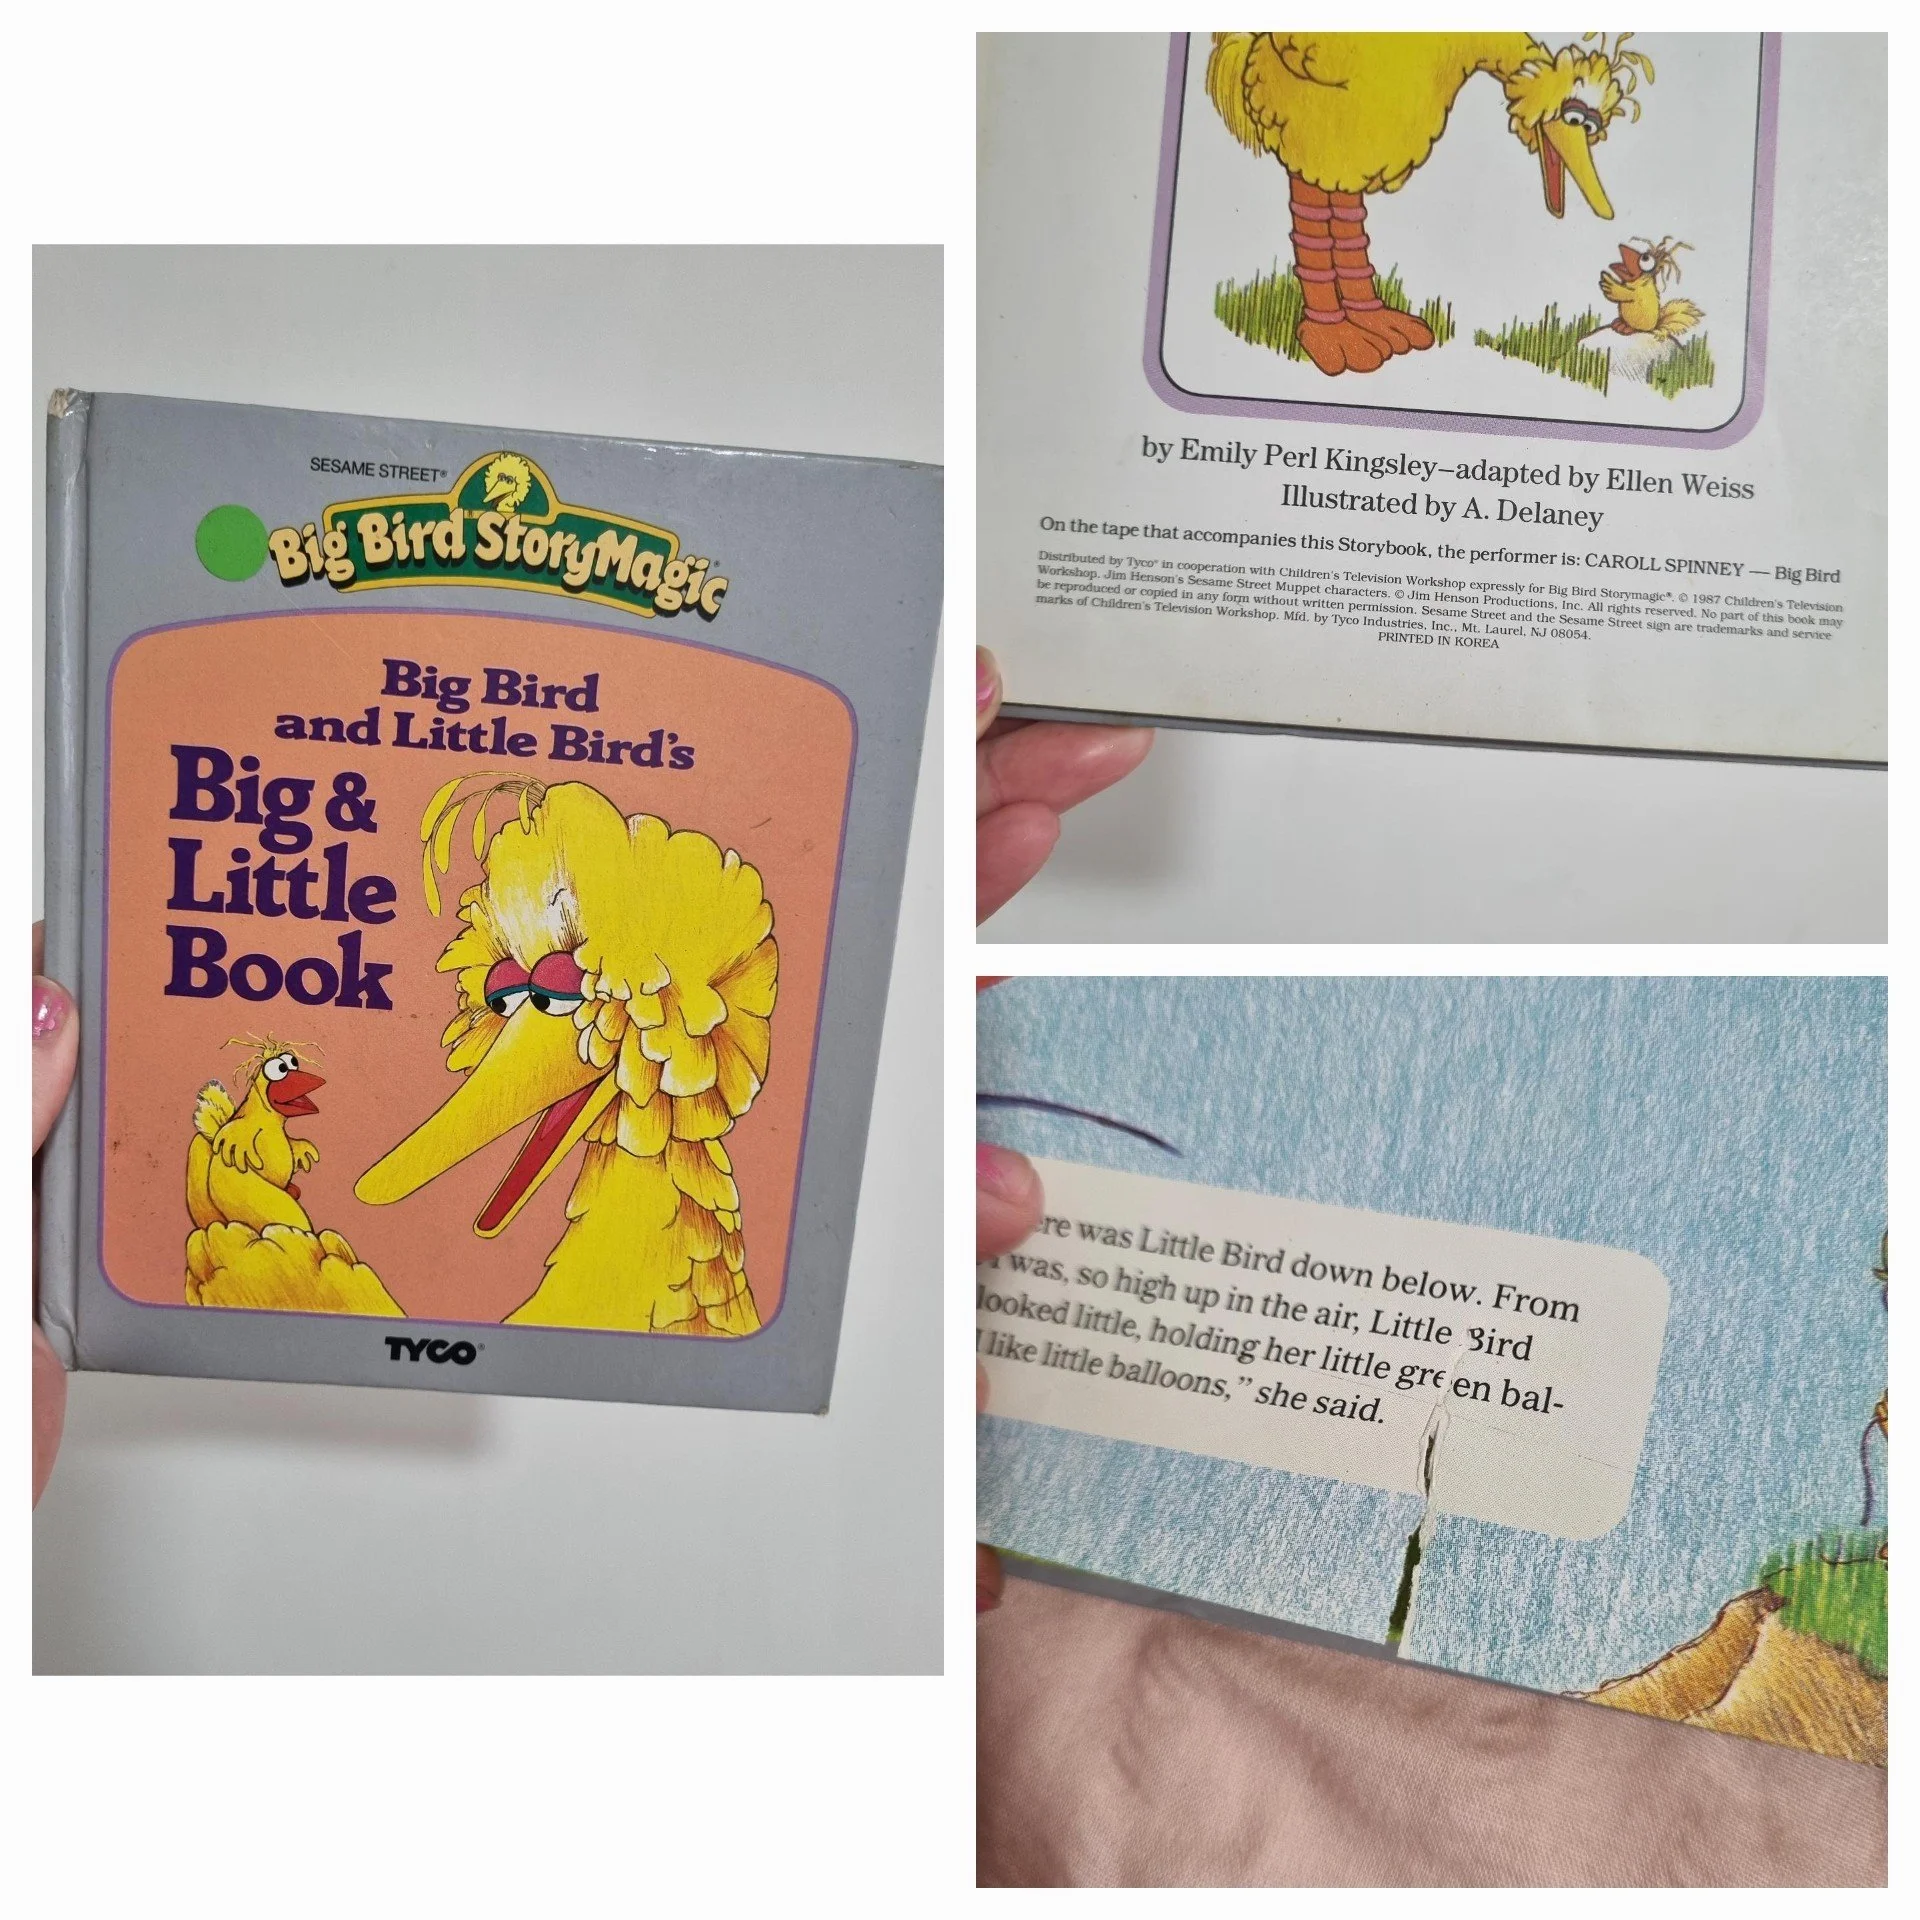 SESAME STREET®
Big Bird StoryMagic®
Big Bird
and Little Bird's
Big &
Little
Book
TYCO®
by Emily Perl Kingsley—adapted by Ellen Weiss
Illustrated by A. Delaney
On the tape that accompanies this Storybook, the performer is: CAROLL SPINNEY — Big Bird
Distributed by Tyco® in cooperation with Children's Television Workshop expressly for Big Bird Storymagic®. © 1987 Children's Television
Workshop. Jim Henson's Sesame Street Muppet characters. © Jim Henson Productions, Inc. All rights reserved. No part of this book may
be reproduced or copied in any form without written permission. Sesame Street and the Sesame Street sign are trademarks and service
marks of Children's Television Workshop. Mfd. by Tyco Industries, Inc., Mt. Laurel, NJ 08054.
PRINTED IN KOREA
was Little Bird down below. From
I was, so high up in the air, Little Bird
looked little, holding her little green bal-
I like little balloons," she said.